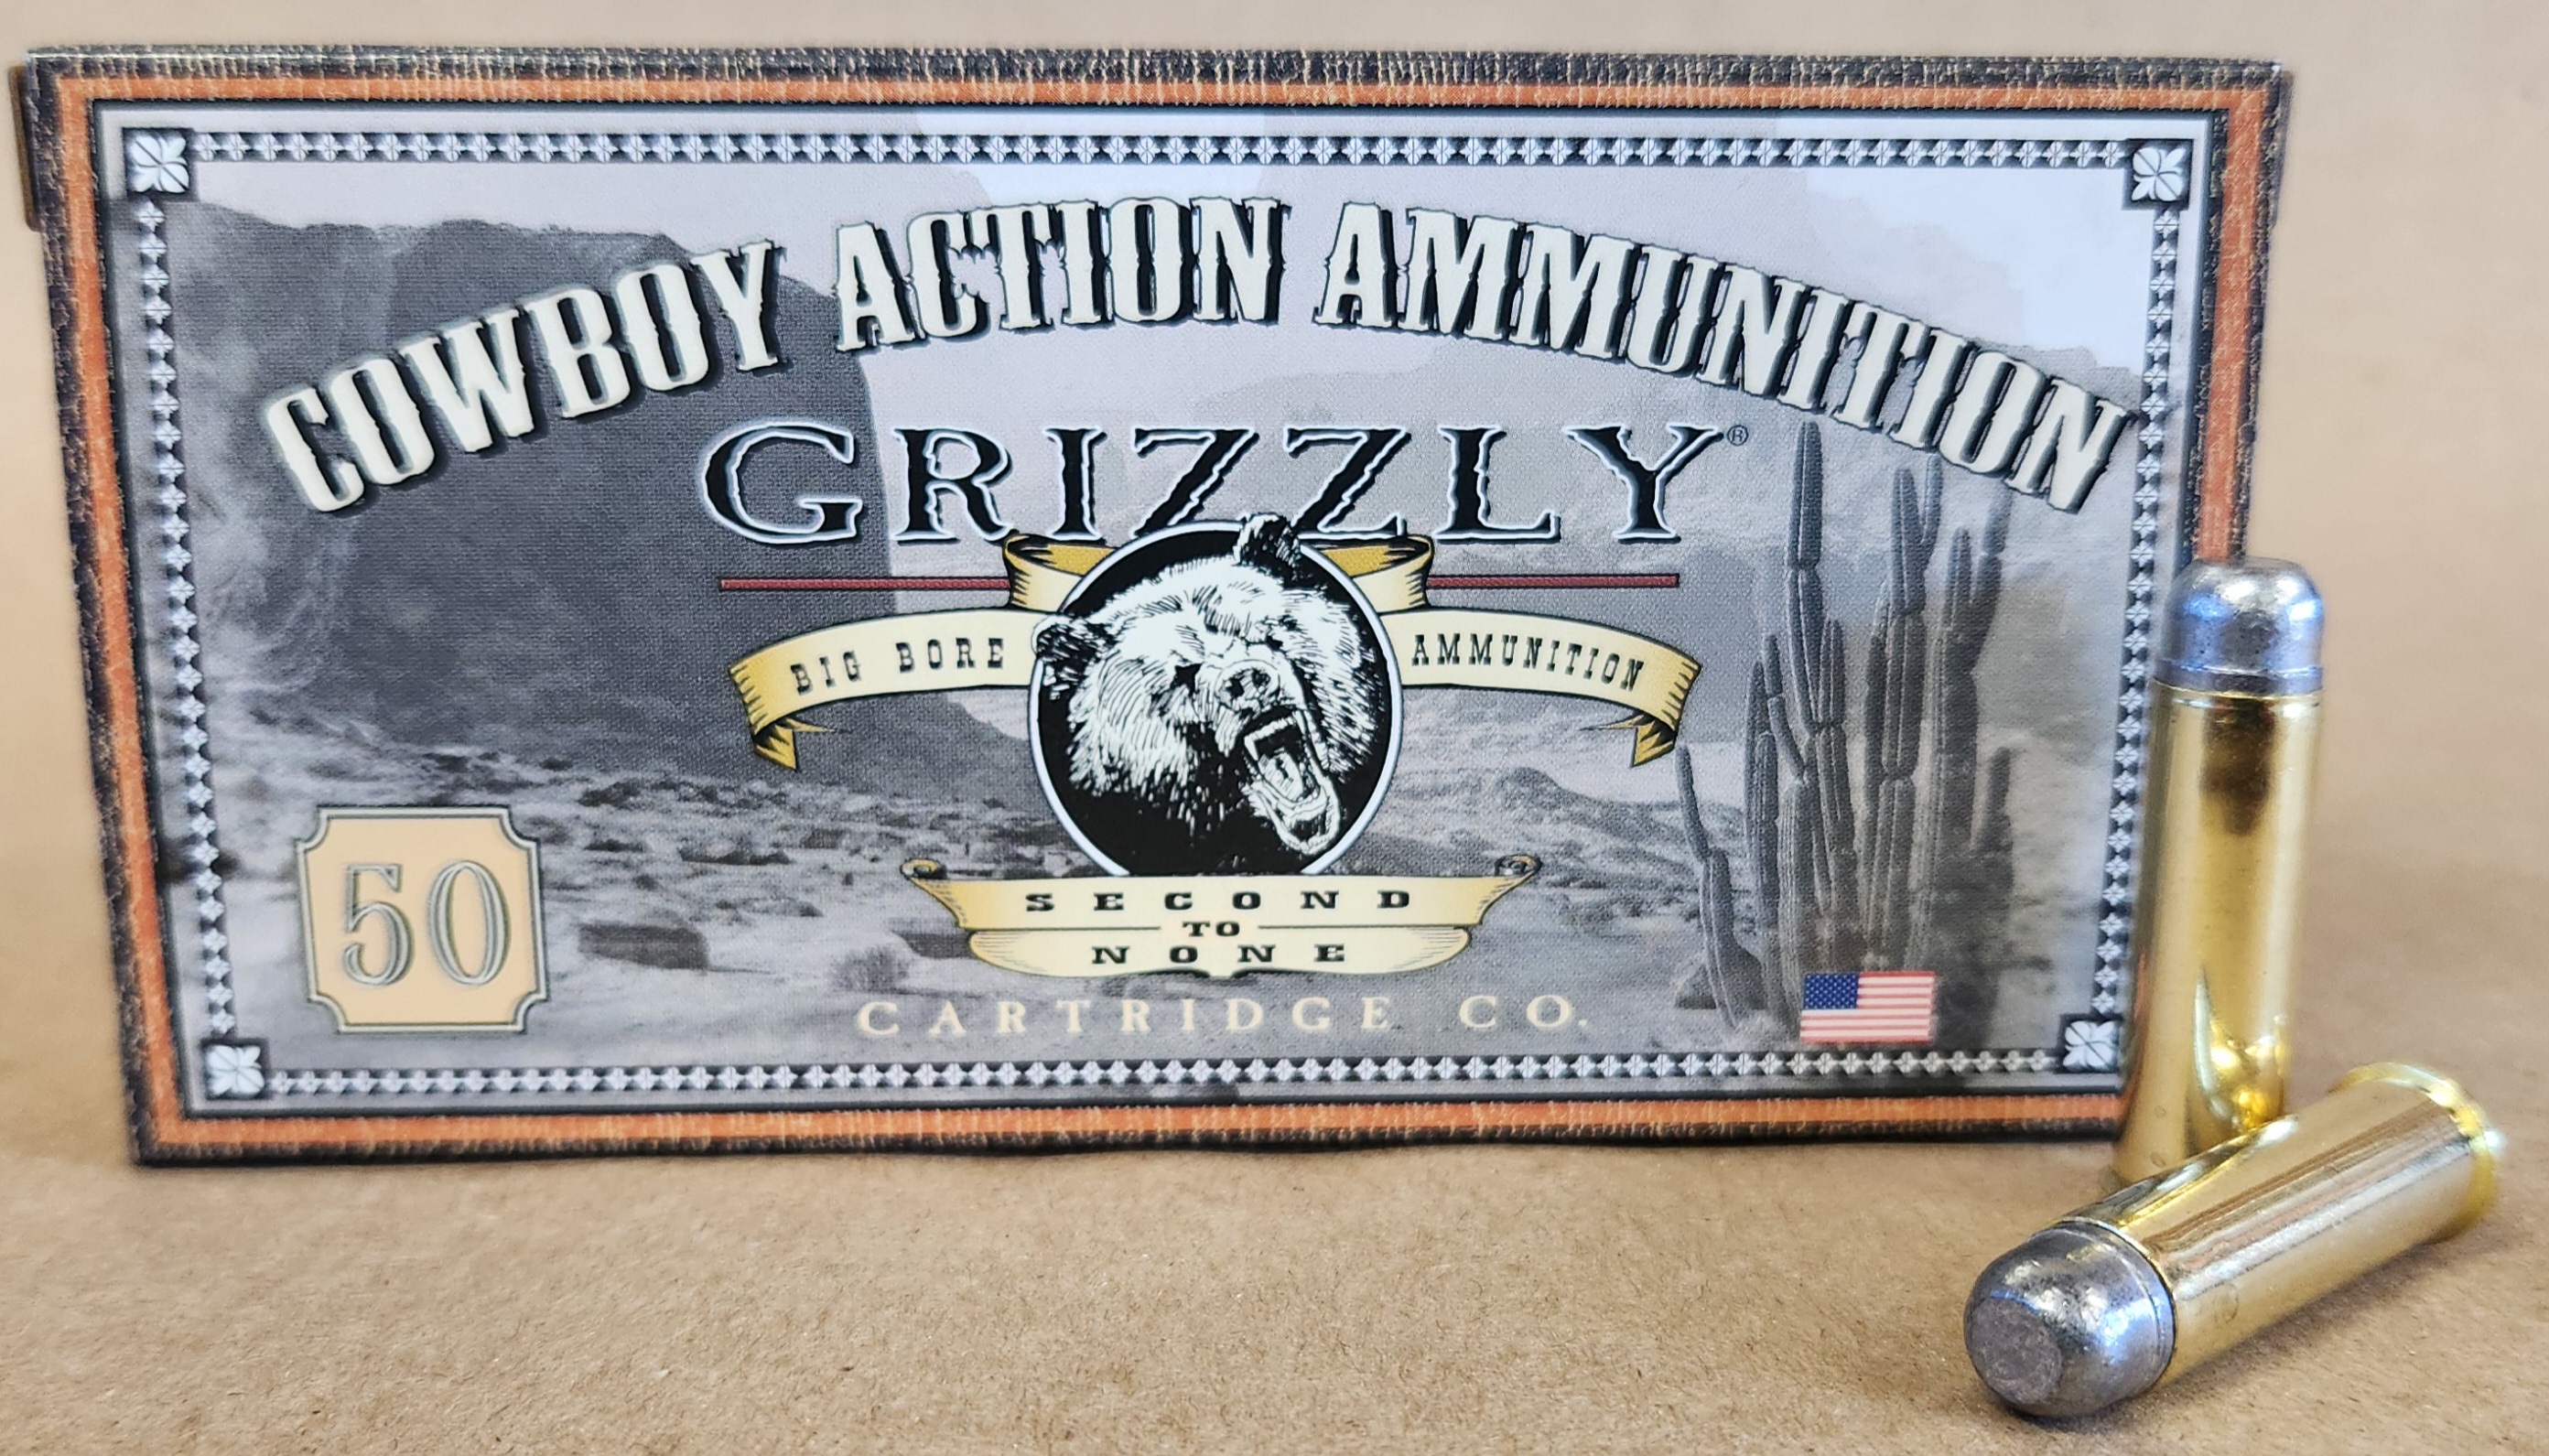 COWBOY ACTION AMMUNITION
GRIZZLY®
BIG BORE AMMUNITION
SECOND
TO
NONE
50
CARTRIDGE CO.